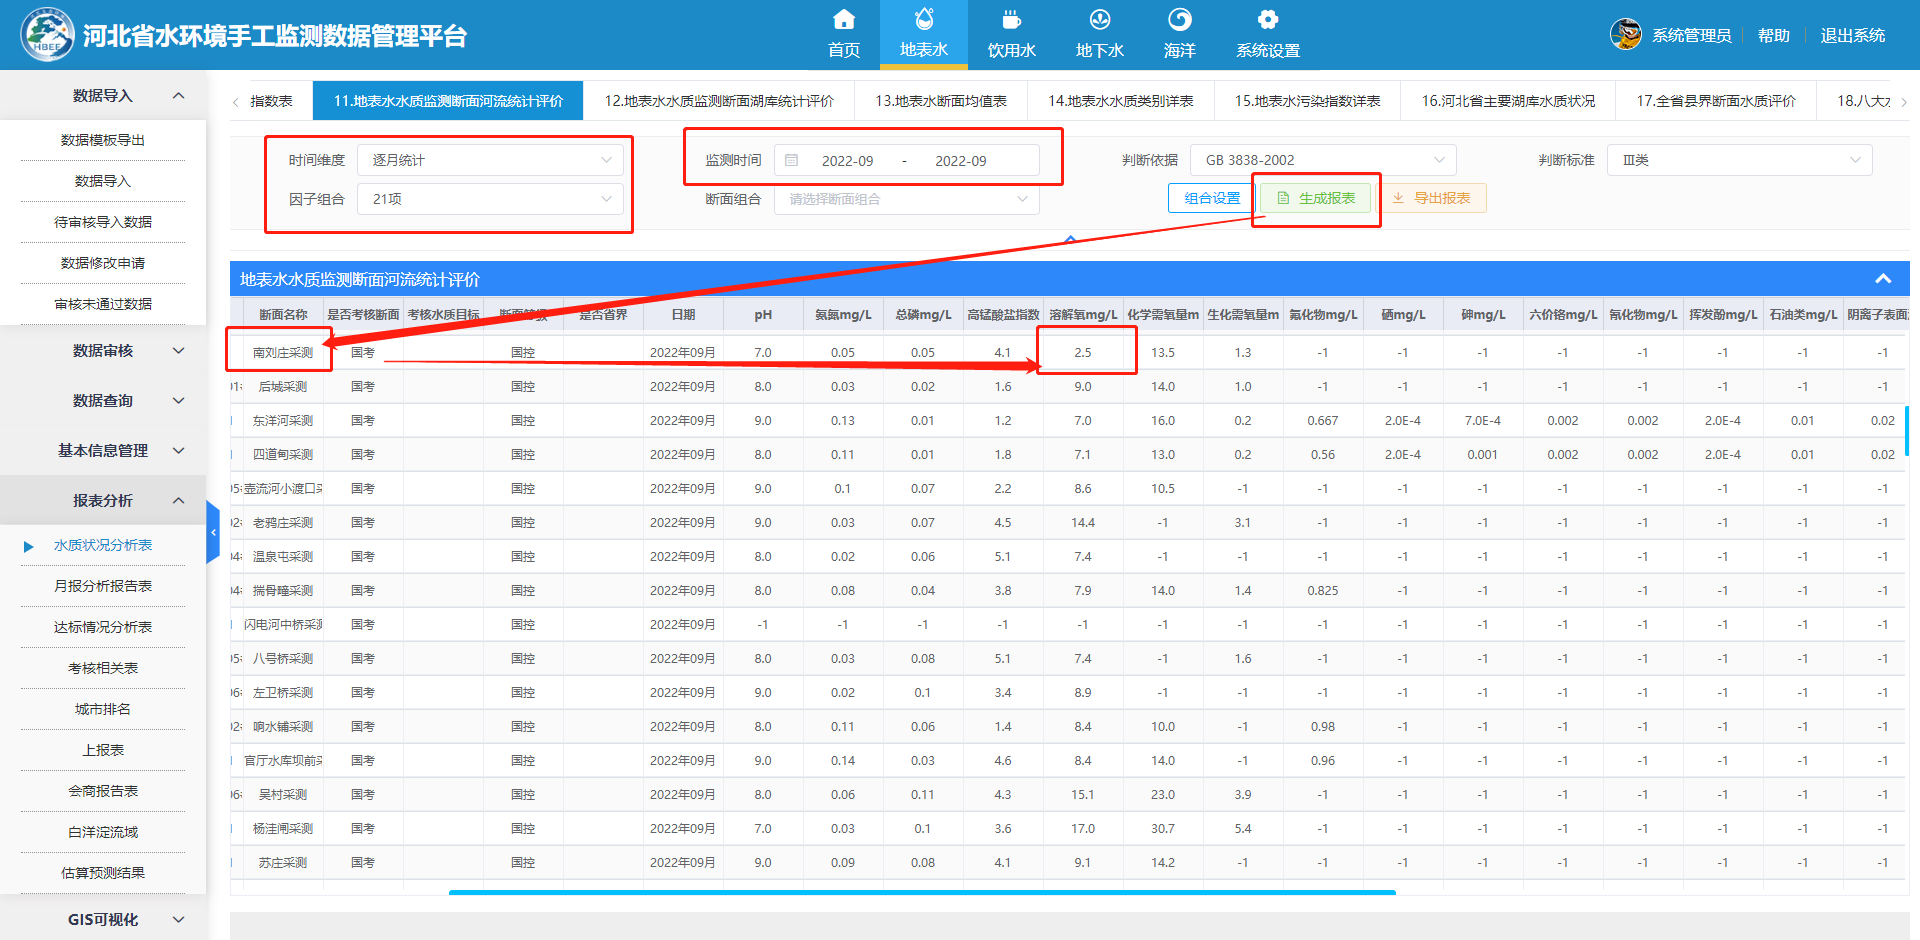 河北省水环境手工监测数据管理平台
首页 地表水 饮用水 地下水 海洋 系统设置
系统管理员 帮助 退出系统
HBEE
数据导入
数据模板导出
数据导入
待审核导入数据
数据修改申请
审核未通过数据
数据审核
数据查询
基本信息管理
报表分析
水质状况分析表
月报分析报告表
达标情况分析表
考核相关表
城市排名
上报表
会商报告表
白洋淀流域
估算预测结果
GIS可视化
指数表 11.地表水水质监测断面河流统计评价 12.地表水水质监测断面湖库统计评价 13.地表水断面均值表 14.地表水水质类别详表 15.地表水污染指数详表 16.河北省主要湖库水质状况 17.全省县界断面水质评价 18.八大
时间维度 逐月统计 监测时间 2022-09 - 2022-09 判断依据 GB 3838-2002 判断标准 III类
因子组合 21项 断面组合 请选择断面组合 组合设置 生成报表 导出报表
地表水水质监测断面河流统计评价
断面名称 是否考核断面 考核水质目标 断面等级 是否省界 日期 pH 氨氮mg/L 总磷mg/L 高锰酸盐指数 溶解氧mg/L 化学需氧量m 生化需氧量m 氟化物mg/L 硒mg/L 砷mg/L 六价铬mg/L 氰化物mg/L 挥发酚mg/L 石油类mg/L 阴离子表面
南刘庄采测 国考 国控 2022年09月 7.0 0.05 0.05 4.1 2.5 13.5 1.3 -1 -1 -1 -1 -1 -1 -1 -1
后城采测 国考 国控 2022年09月 8.0 0.03 0.02 1.6 9.0 14.0 1.0 -1 -1 -1 -1 -1 -1 -1 -1
东洋河采测 国考 国控 2022年09月 9.0 0.13 0.01 1.2 7.0 16.0 0.2 0.667 2.0E-4 7.0E-4 0.002 0.002 2.0E-4 0.01 0.02
四道甸采测 国考 国控 2022年09月 8.0 0.11 0.01 1.8 7.1 13.0 0.2 0.56 2.0E-4 0.001 0.002 0.002 2.0E-4 0.01 0.02
壶流河小渡口采 国考 国控 2022年09月 9.0 0.1 0.07 2.2 8.6 10.5 -1 -1 -1 -1 -1 -1 -1 -1 -1
老鸦庄采测 国考 国控 2022年09月 9.0 0.03 0.07 4.5 14.4 -1 3.1 -1 -1 -1 -1 -1 -1 -1 -1
温泉屯采测 国考 国控 2022年09月 8.0 0.02 0.06 5.1 7.4 -1 -1 -1 -1 -1 -1 -1 -1 -1 -1
揣骨疃采测 国考 国控 2022年09月 8.0 0.08 0.04 3.8 7.9 14.0 1.4 0.825 -1 -1 -1 -1 -1 -1 -1
闪电河中桥采测 国考 国控 2022年09月 -1 -1 -1 -1 -1 -1 -1 -1 -1 -1 -1 -1 -1 -1 -1
八号桥采测 国考 国控 2022年09月 8.0 0.03 0.08 5.1 7.4 -1 1.6 -1 -1 -1 -1 -1 -1 -1 -1
左卫桥采测 国考 国控 2022年09月 9.0 0.02 0.1 3.4 8.9 -1 -1 -1 -1 -1 -1 -1 -1 -1 -1
响水铺采测 国考 国控 2022年09月 8.0 0.11 0.06 1.4 8.4 10.0 -1 0.98 -1 -1 -1 -1 -1 -1 -1
官厅水库坝前采 国考 国控 2022年09月 9.0 0.14 0.03 4.6 8.4 14.0 -1 0.96 -1 -1 -1 -1 -1 -1 -1
吴村采测 国考 国控 2022年09月 8.0 0.06 0.11 4.3 15.1 23.0 3.9 -1 -1 -1 -1 -1 -1 -1 -1
杨洼闸采测 国考 国控 2022年09月 7.0 0.03 0.1 3.6 17.0 30.7 5.4 -1 -1 -1 -1 -1 -1 -1 -1
苏庄采测 国考 国控 2022年09月 9.0 0.09 0.08 4.1 9.1 14.2 -1 -1 -1 -1 -1 -1 -1 -1 -1